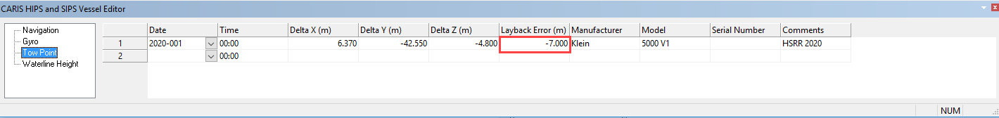 CARIS HIPS and SIPS Vessel Editor
Navigation
Gyro
Tow Point
Waterline Height
Date Time Delta X (m) Delta Y (m) Delta Z (m) Layback Error (m) Manufacturer Model Serial Number Comments
1 2020-001 00:00 6.370 -42.550 -4.800 -7.000 Klein 5000 V1 HSRR 2020
2 00:00
NUM